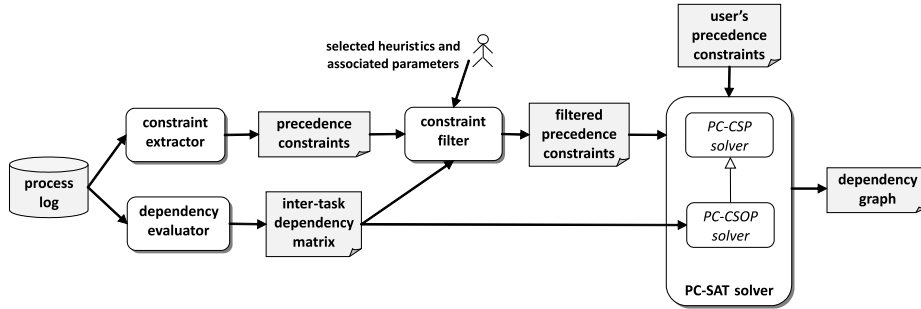 selected heuristics and
associated parameters
user's
precedence
constraints
constraint
extractor
precedence
constraints
constraint
filter
filtered
precedence
constraints
PC-CSP
solver
process
log
dependency
evaluator
inter-task
dependency
matrix
PC-CSOP
solver
dependency
graph
PC-SAT solver